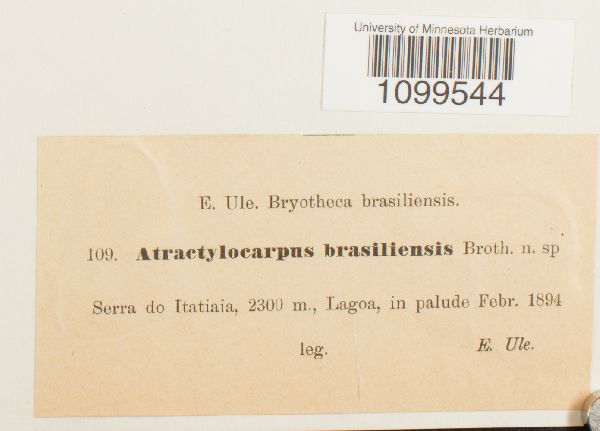 University of Minnesota Herbarium
1099544
E. Ule. Bryotheca brasiliensis.
109. Atractylocarpus brasiliensis Broth. n. sp
Serra do Itatiaia, 2300 m., Lagoa, in palude Febr. 1894
leg. E. Ule.